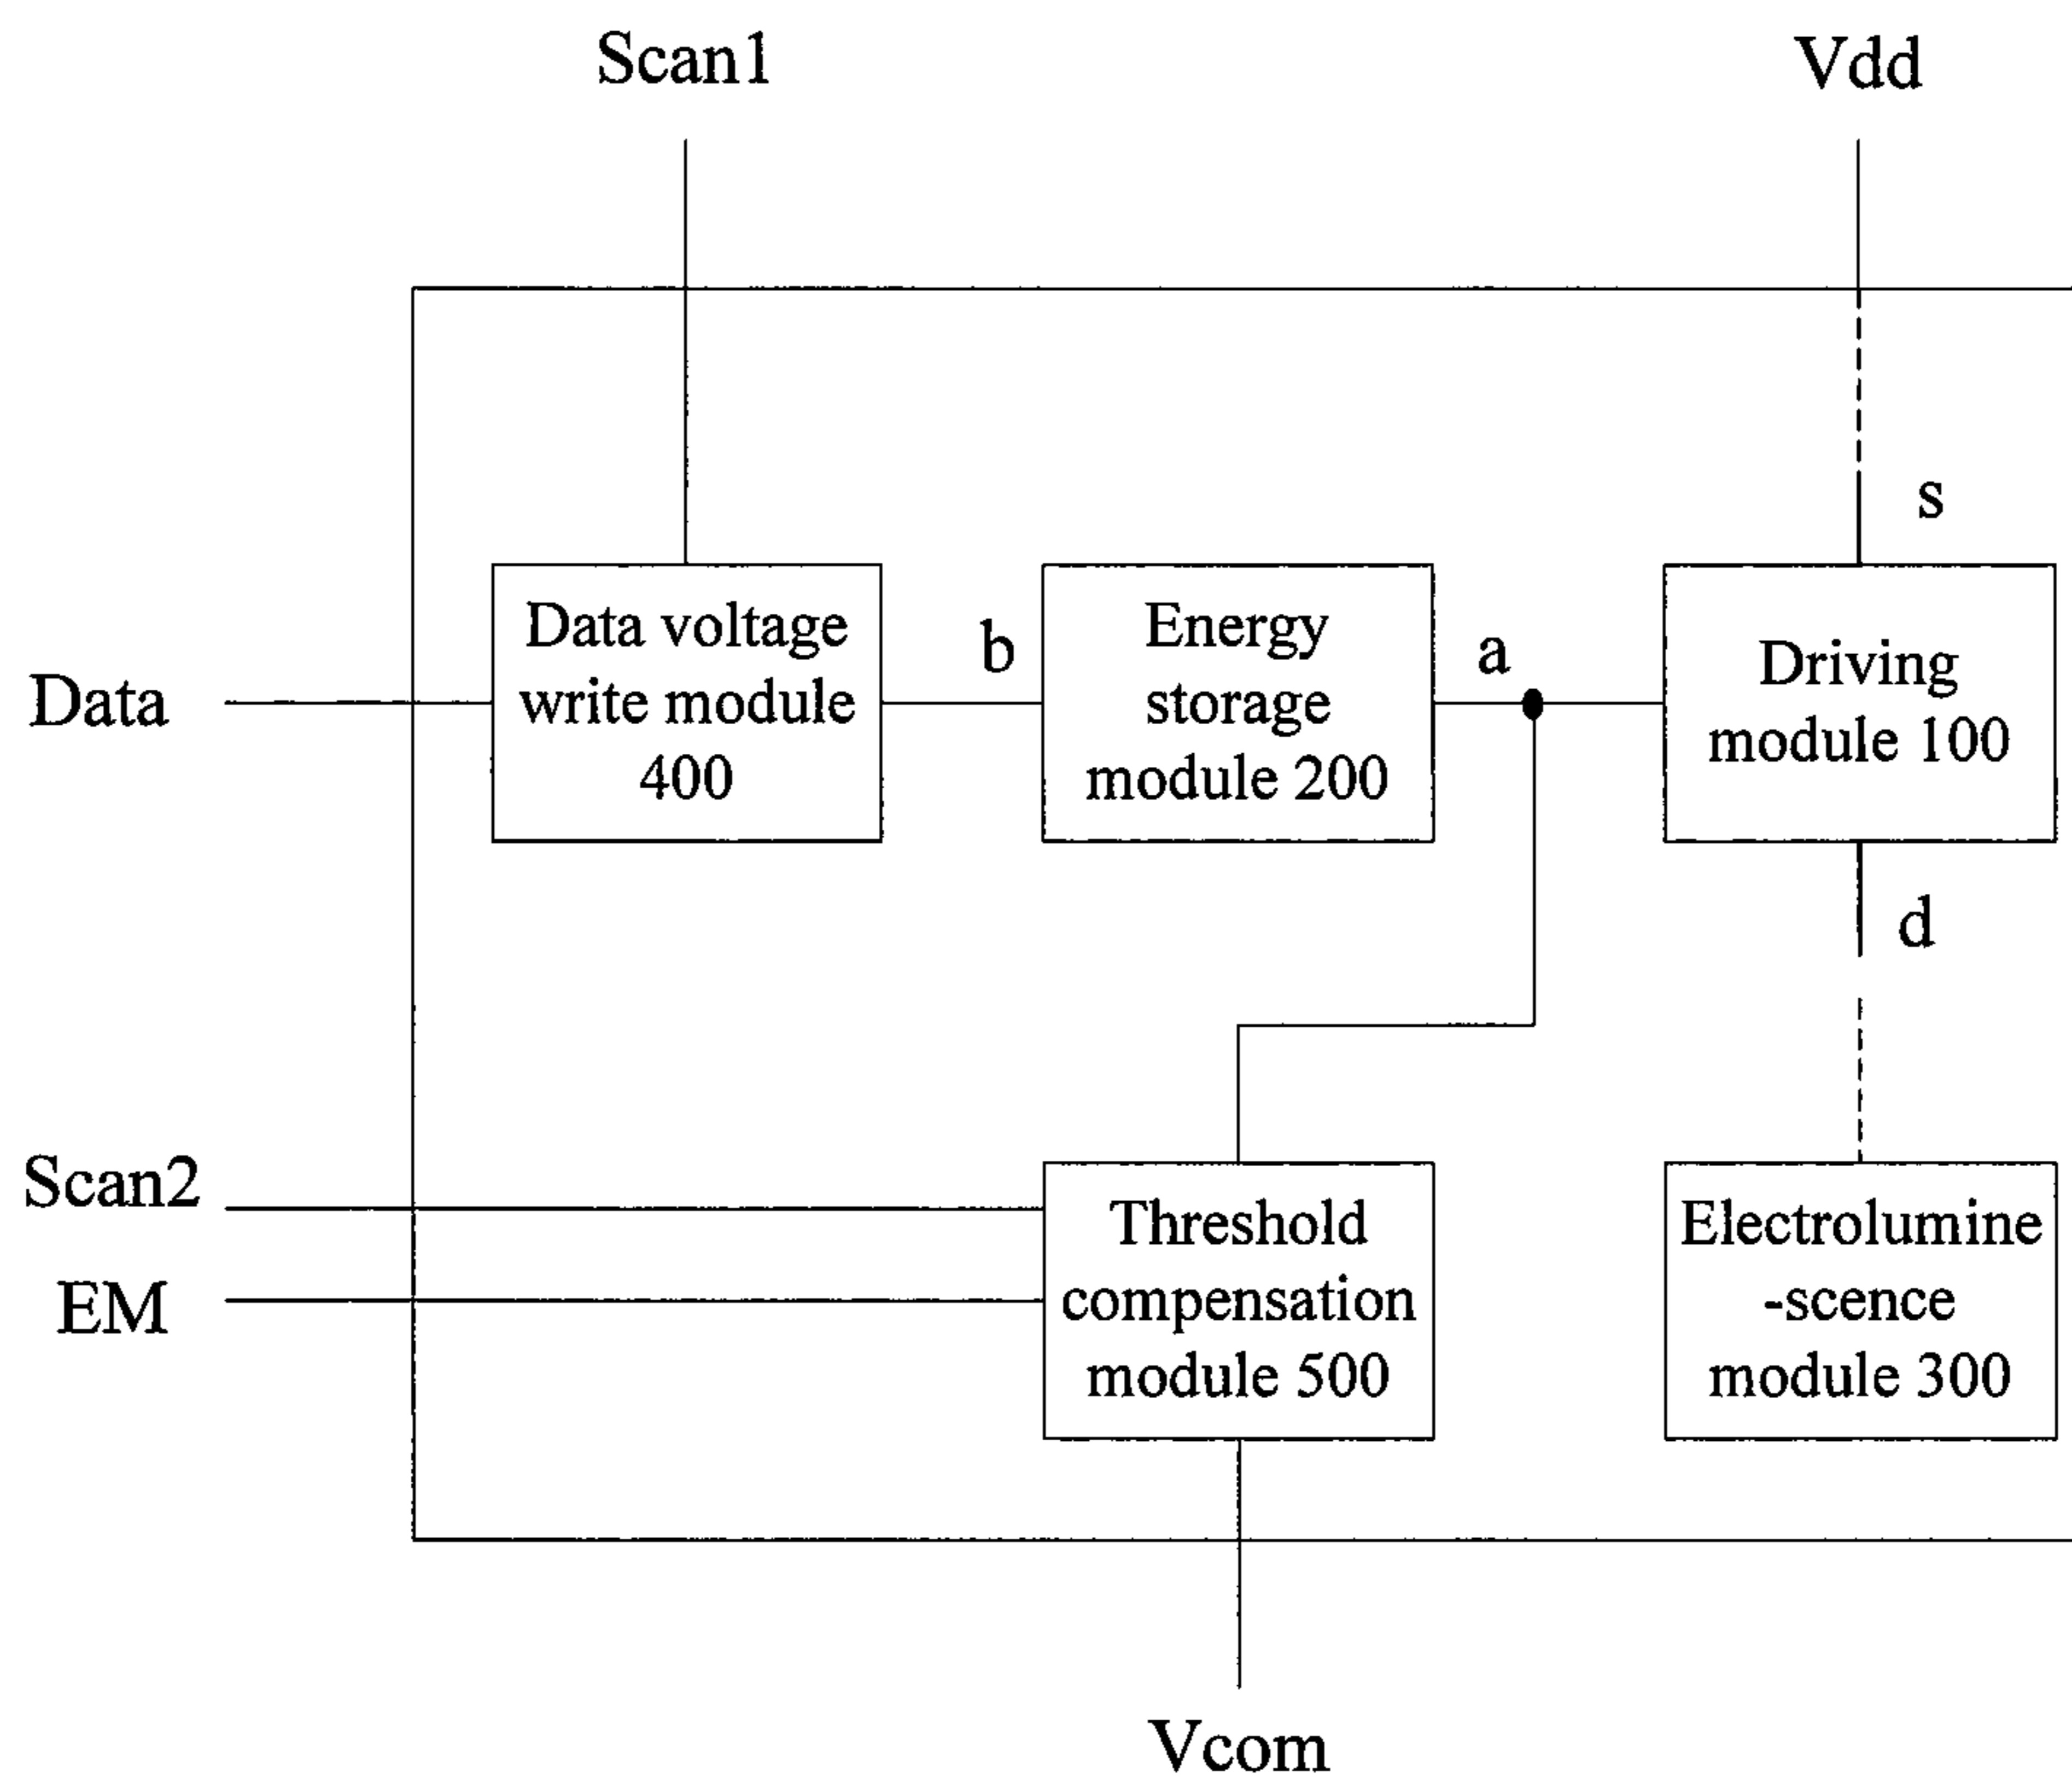 Scan1
Vdd
s
Data
Data voltage
write module
400
b
Energy
storage
module 200
a
Driving
module 100
d
Scan2
EM
Threshold
compensation
module 500
Electrolumine
-scence
module 300
Vcom